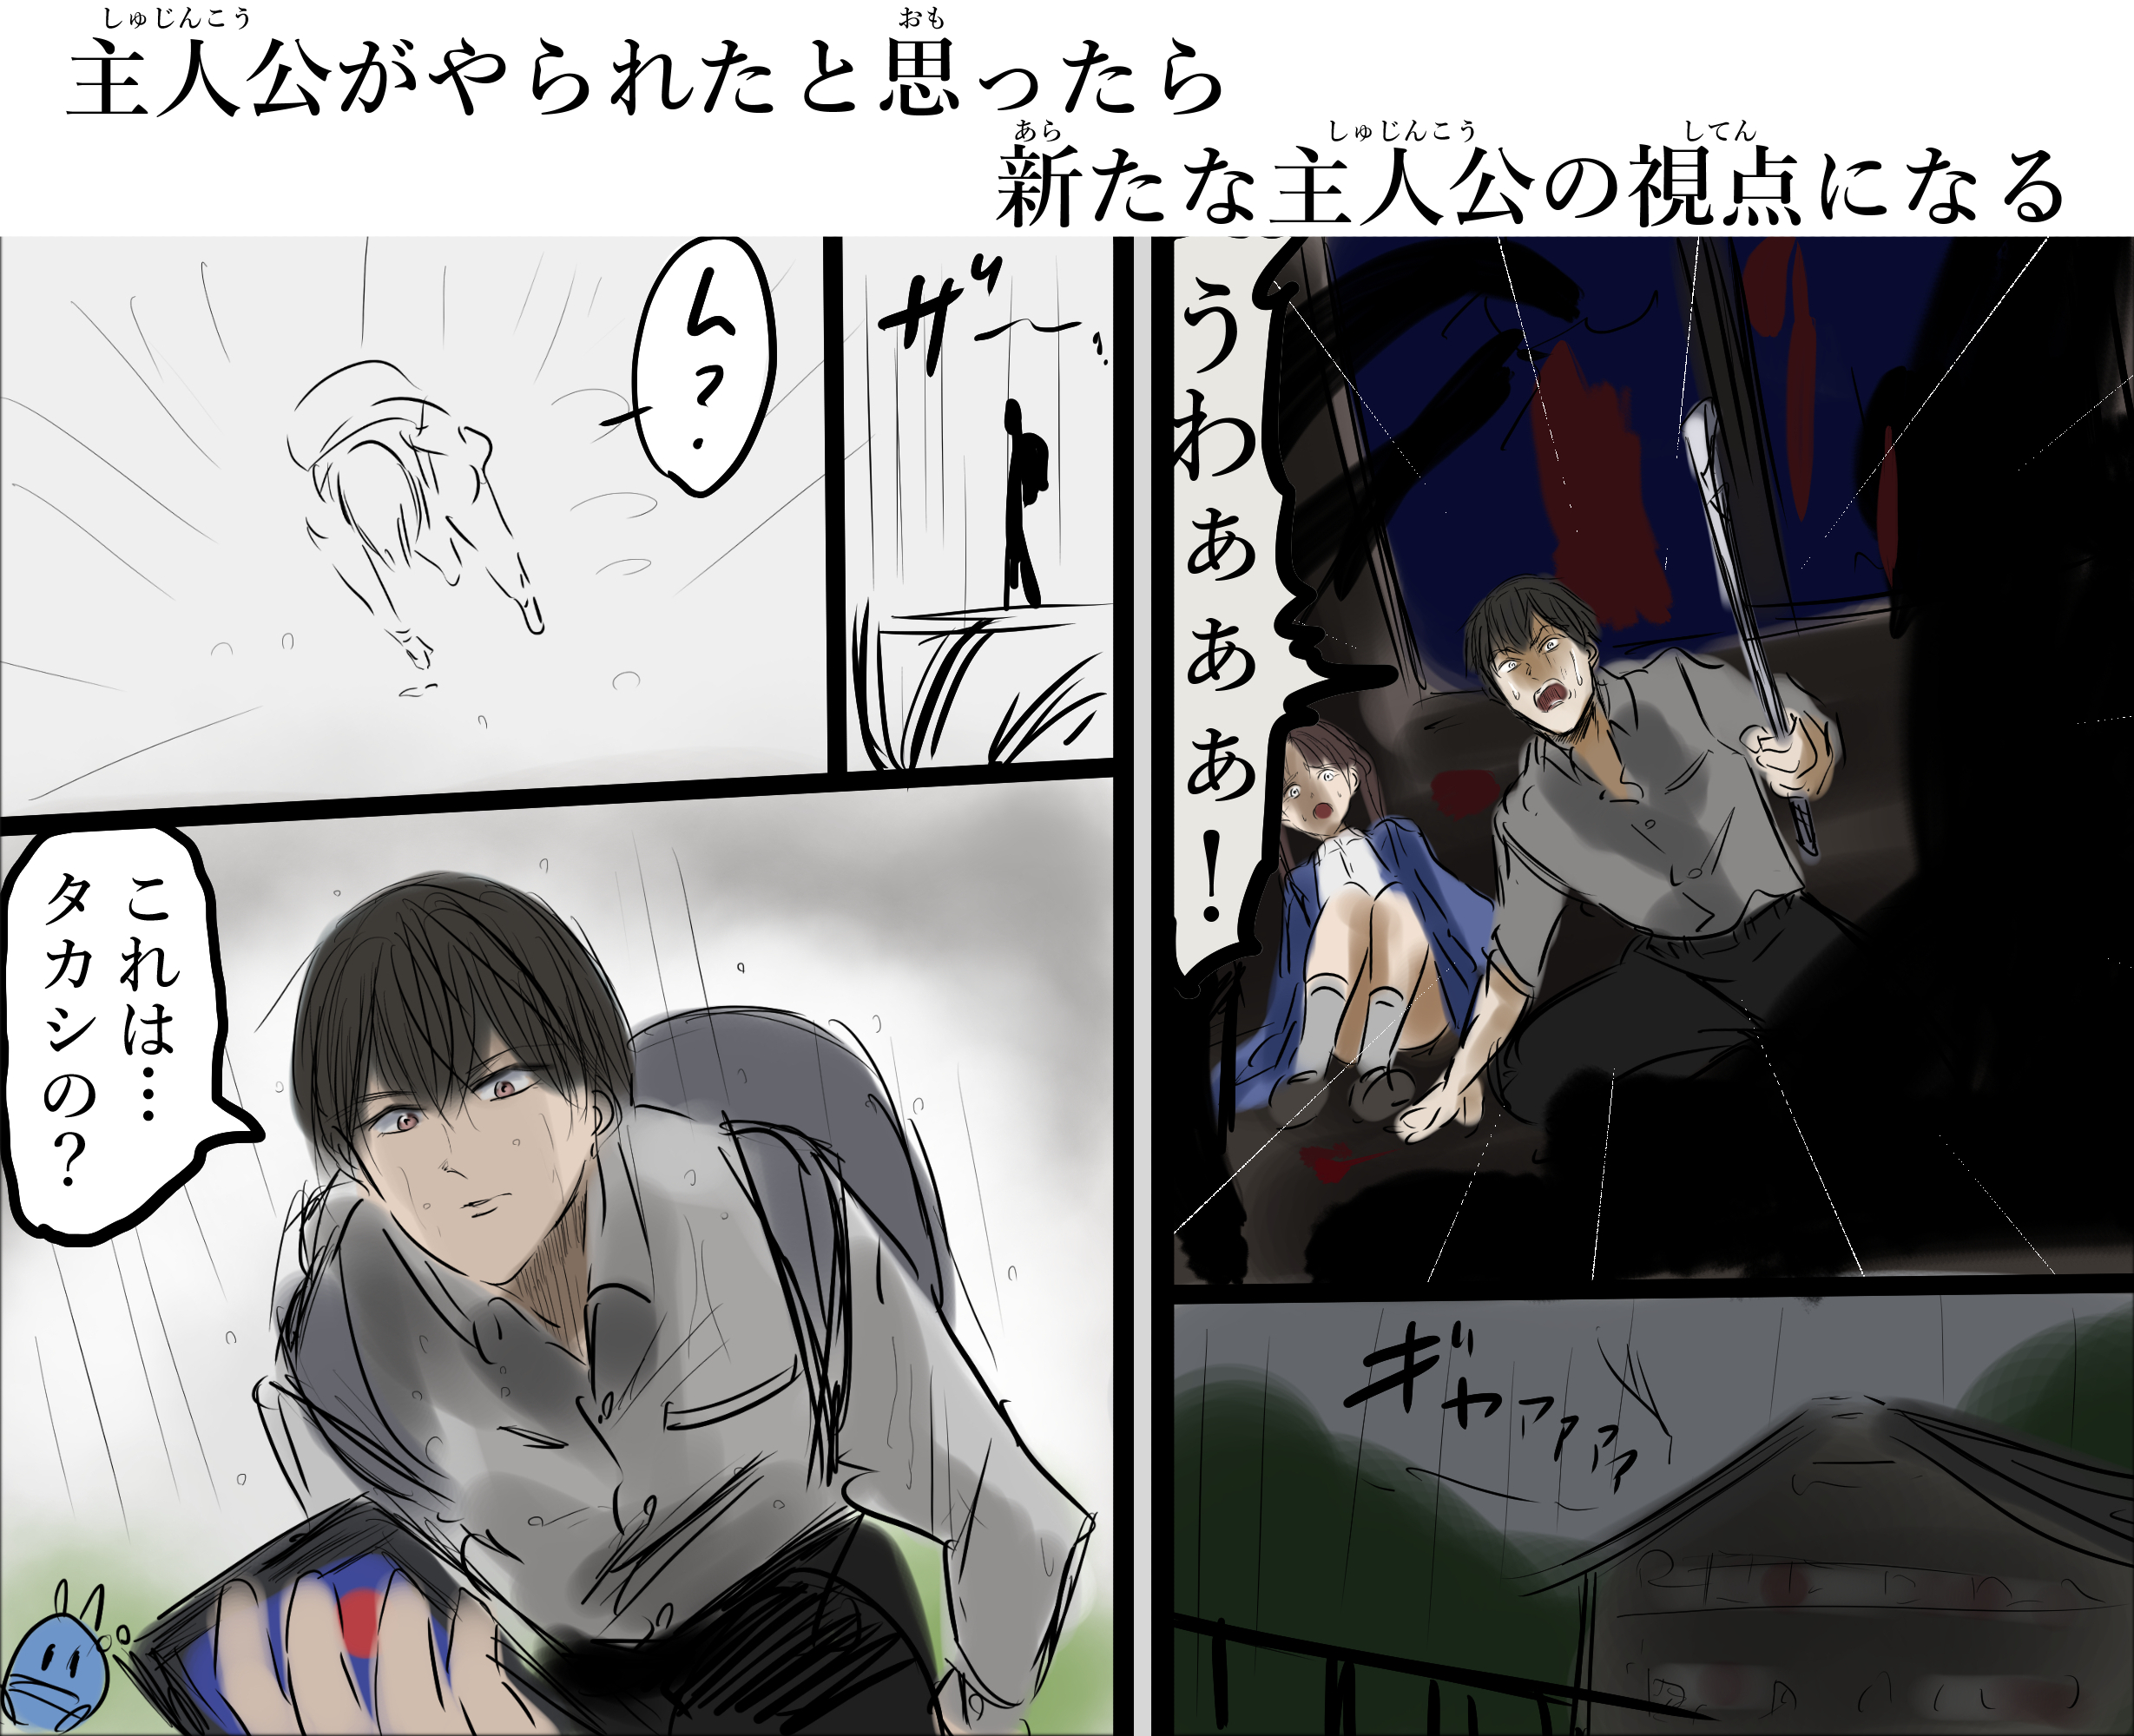 主人公がやられたと思ったら
新たな主人公の視点になる
うわぁぁぁ！
ギャアアアア
ザー…
ん？
これは…
タカシの？